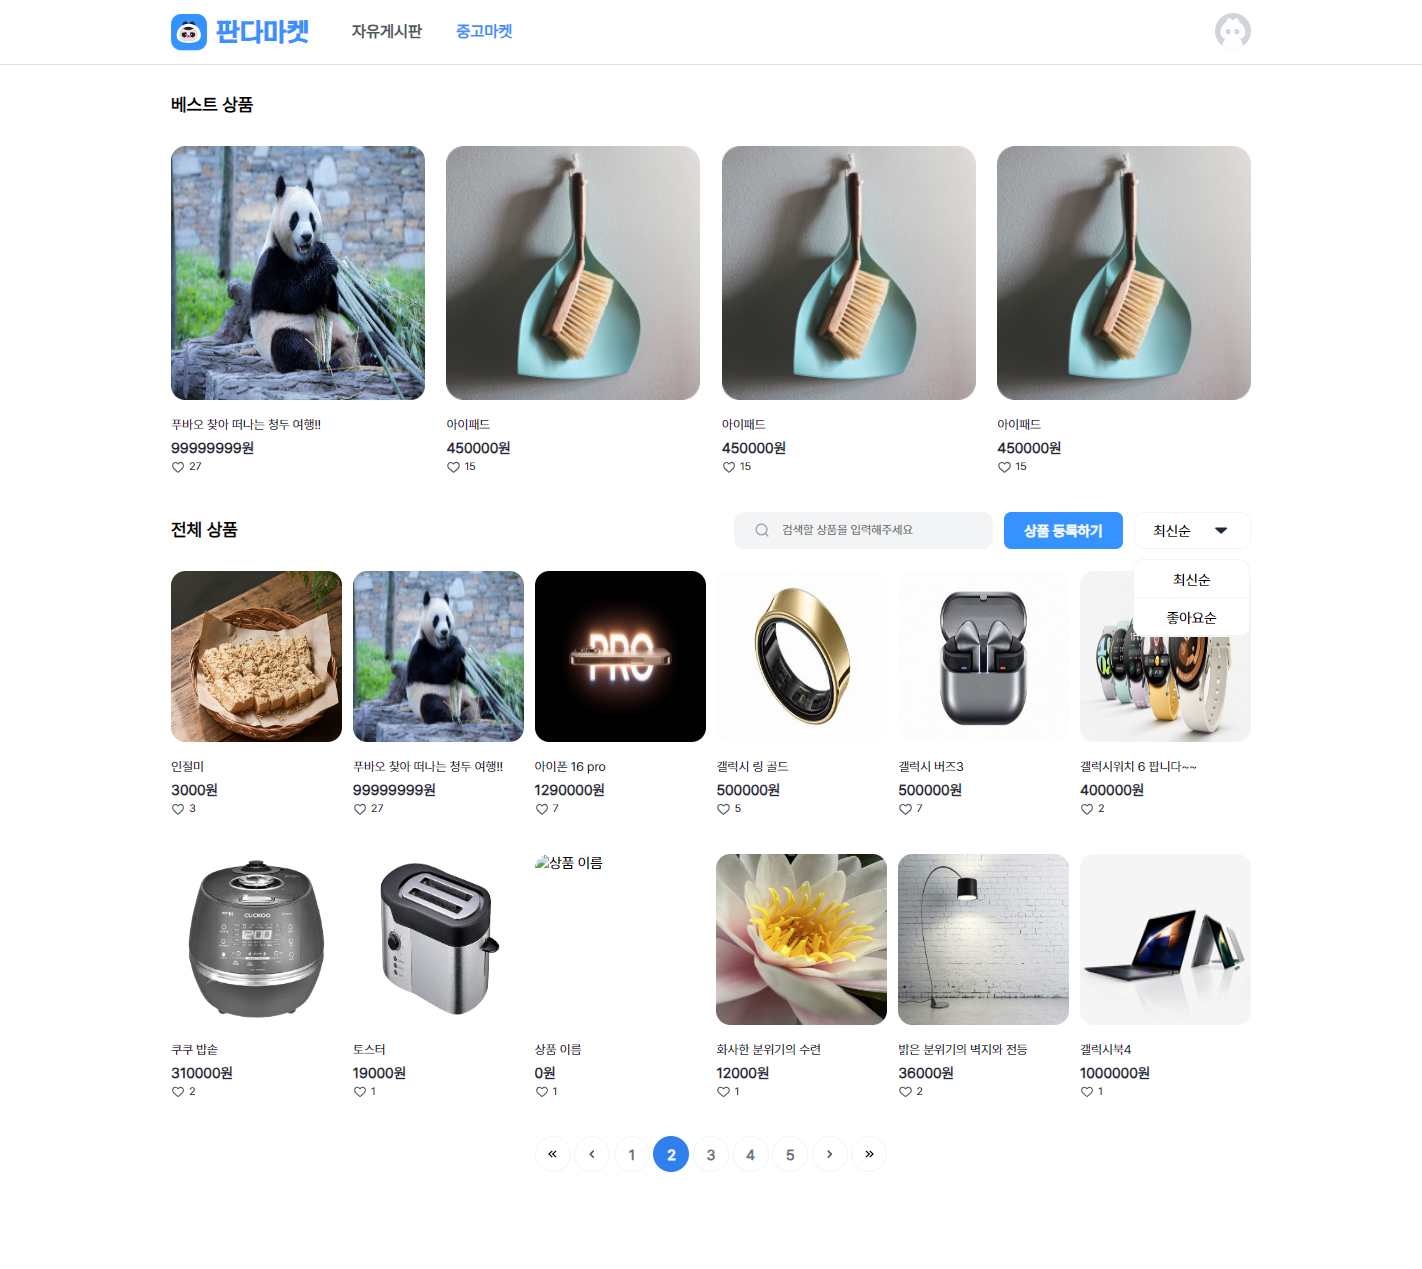 판다마켓
자유게시판
중고마켓
베스트 상품
푸바오 찾아 떠나는 청두 여행!!
99999999원
27
아이패드
450000원
15
아이패드
450000원
15
아이패드
450000원
15
전체 상품
검색할 상품을 입력해주세요
상품 등록하기
최신순
최신순
좋아요순
PRO
인절미
3000원
3
푸바오 찾아 떠나는 청두 여행!!
99999999원
27
아이폰 16 pro
1290000원
7
갤럭시 링 골드
500000원
5
갤럭시 버즈3
500000원
7
갤럭시위치 6 팝니다~~
400000원
2
CUCKOO
12:00
상품 이름
쿠쿠 밥솥
310000원
2
토스터
19000원
1
상품 이름
0원
1
화사한 분위기의 수련
12000원
1
밝은 분위기의 벽지와 전등
36000원
2
갤럭시북4
1000000원
1
« ‹ 1 2 3 4 5 › »